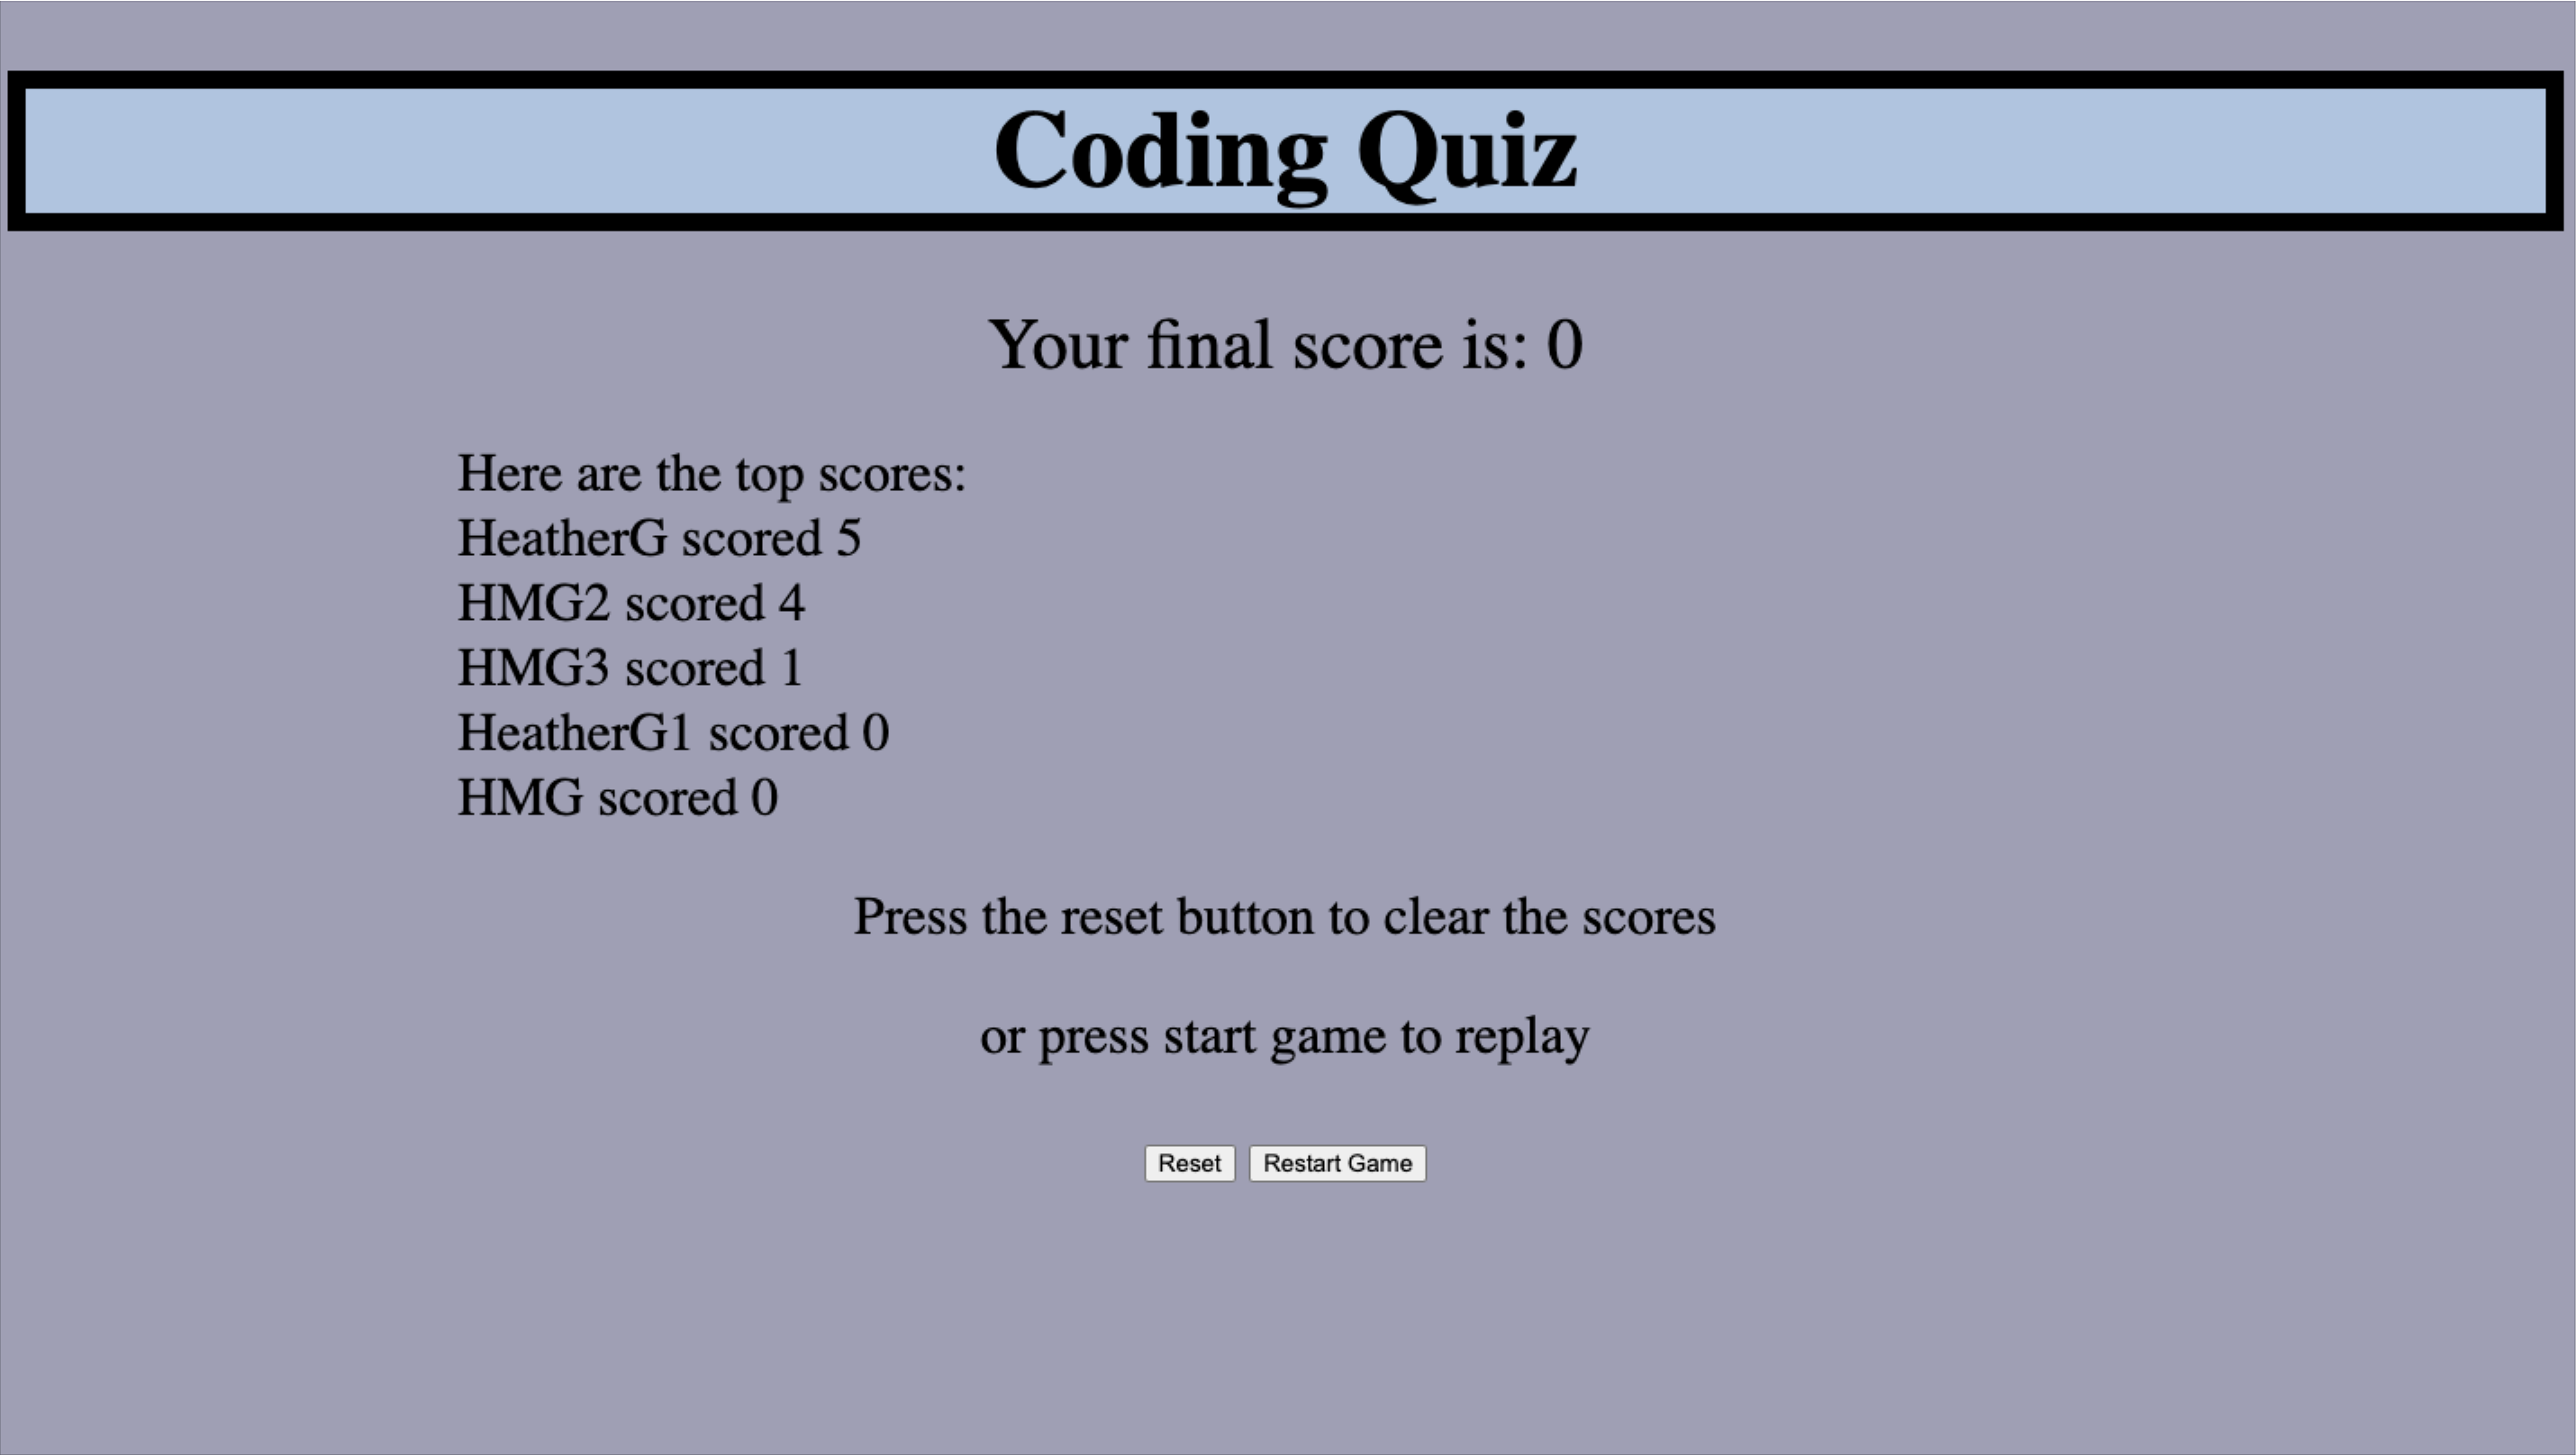 Coding Quiz
Your final score is: 0
Here are the top scores:
HeatherG scored 5
HMG2 scored 4
HMG3 scored 1
HeatherG1 scored 0
HMG scored 0
Press the reset button to clear the scores
or press start game to replay
Reset Restart Game